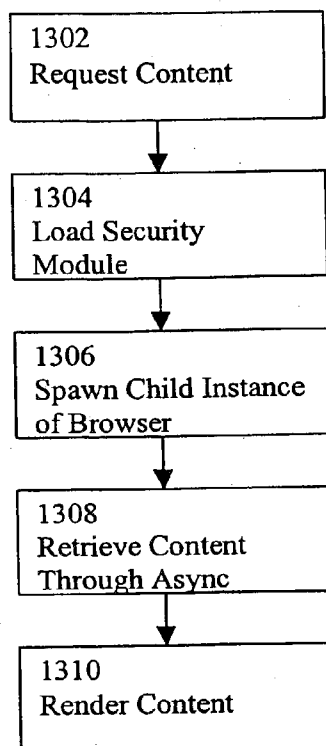 1302
Request Content
1304
Load Security
Module
1306
Spawn Child Instance
of Browser
1308
Retrieve Content
Through Async
1310
Render Content